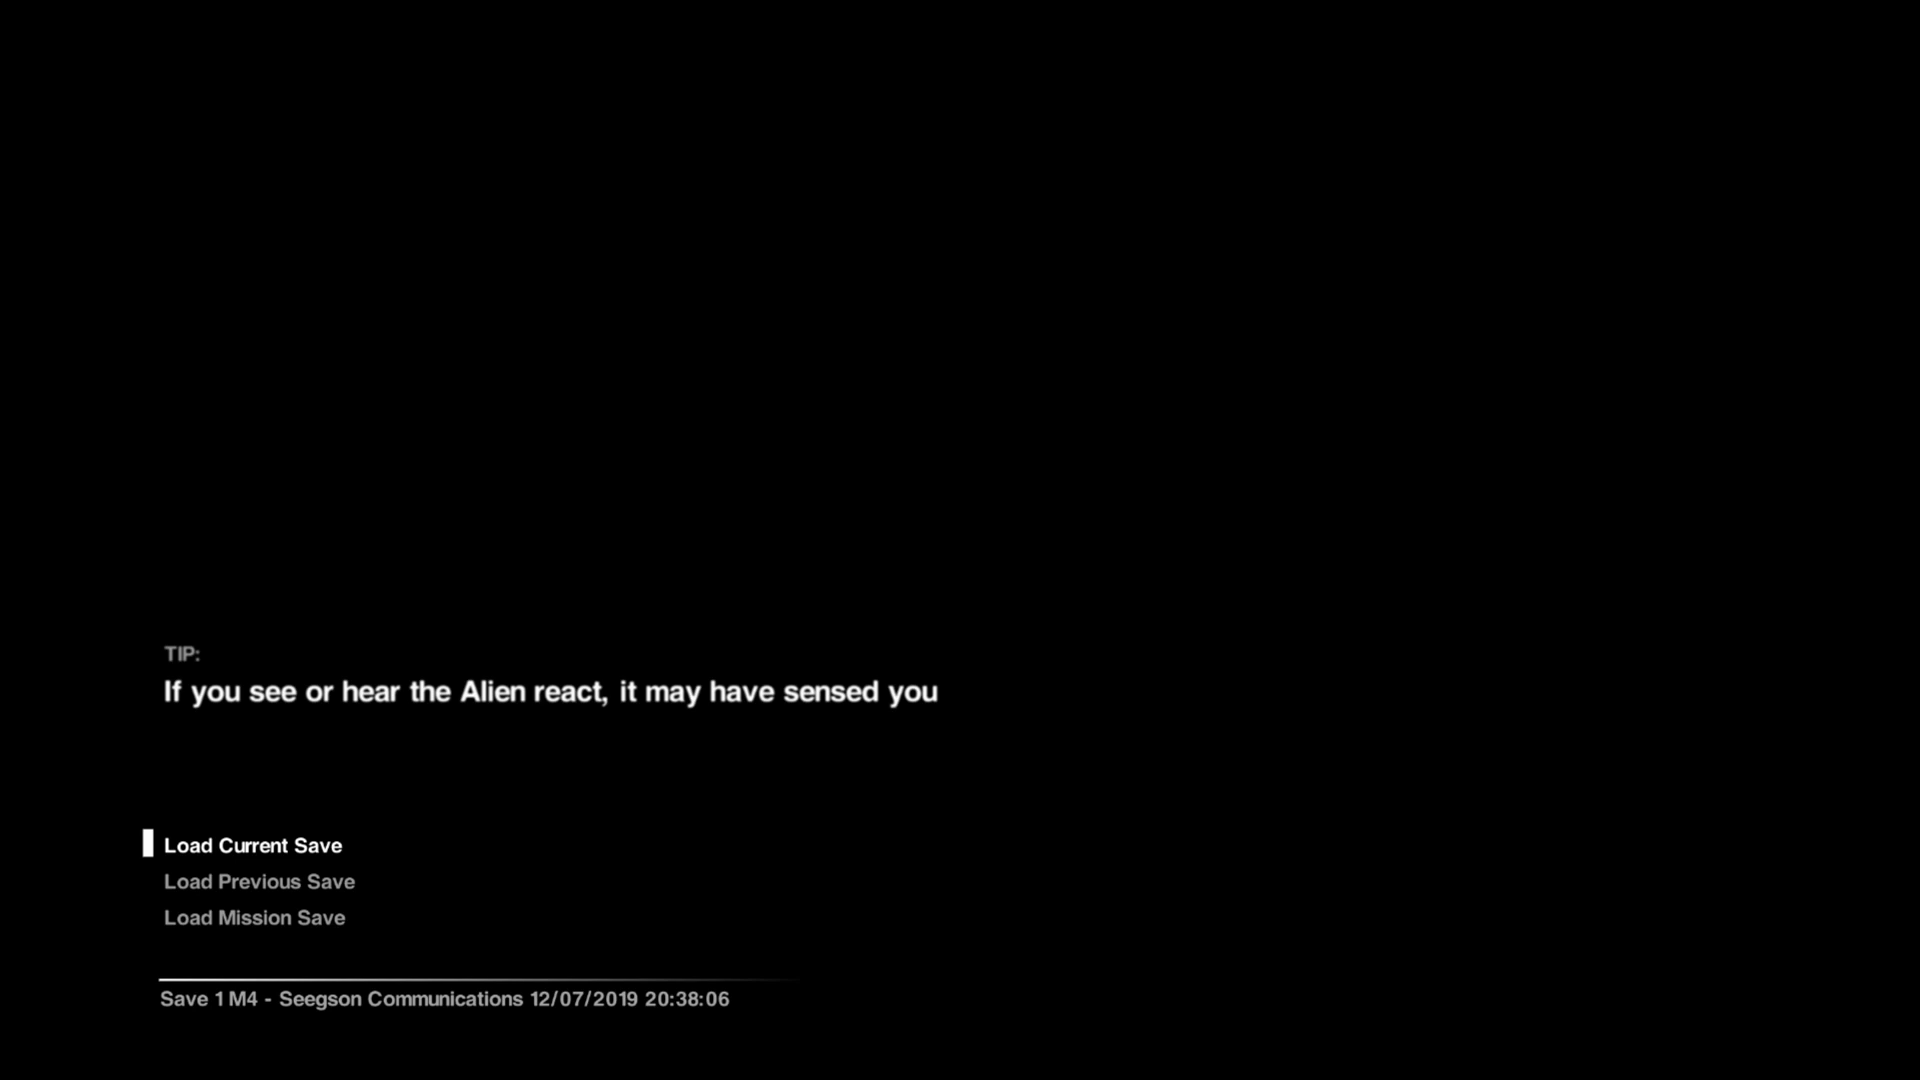 TIP:
If you see or hear the Alien react, it may have sensed you
Load Current Save
Load Previous Save
Load Mission Save
Save 1 M4 - Seegson Communications 12/07/2019 20:38:06